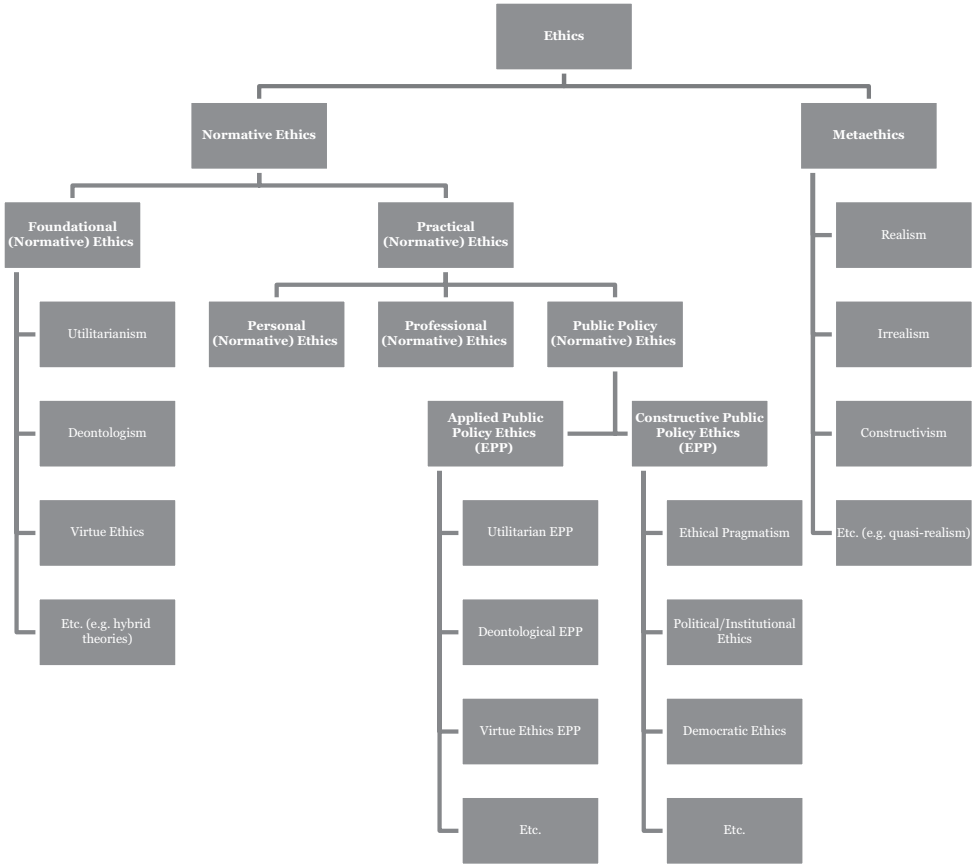 Ethics
Normative Ethics
Metaethics
Foundational
(Normative) Ethics
Practical
(Normative) Ethics
Realism
Utilitarianism
Personal
(Normative) Ethics
Professional
(Normative) Ethics
Public Policy
(Normative) Ethics
Irrealism
Deontologism
Applied Public
Policy Ethics
(EPP)
Constructive Public
Policy Ethics
(EPP)
Constructivism
Virtue Ethics
Utilitarian EPP
Ethical Pragmatism
Etc. (e.g. quasi-realism)
Etc. (e.g. hybrid
theories)
Deontological EPP
Political/Institutional
Ethics
Virtue Ethics EPP
Democratic Ethics
Etc.
Etc.